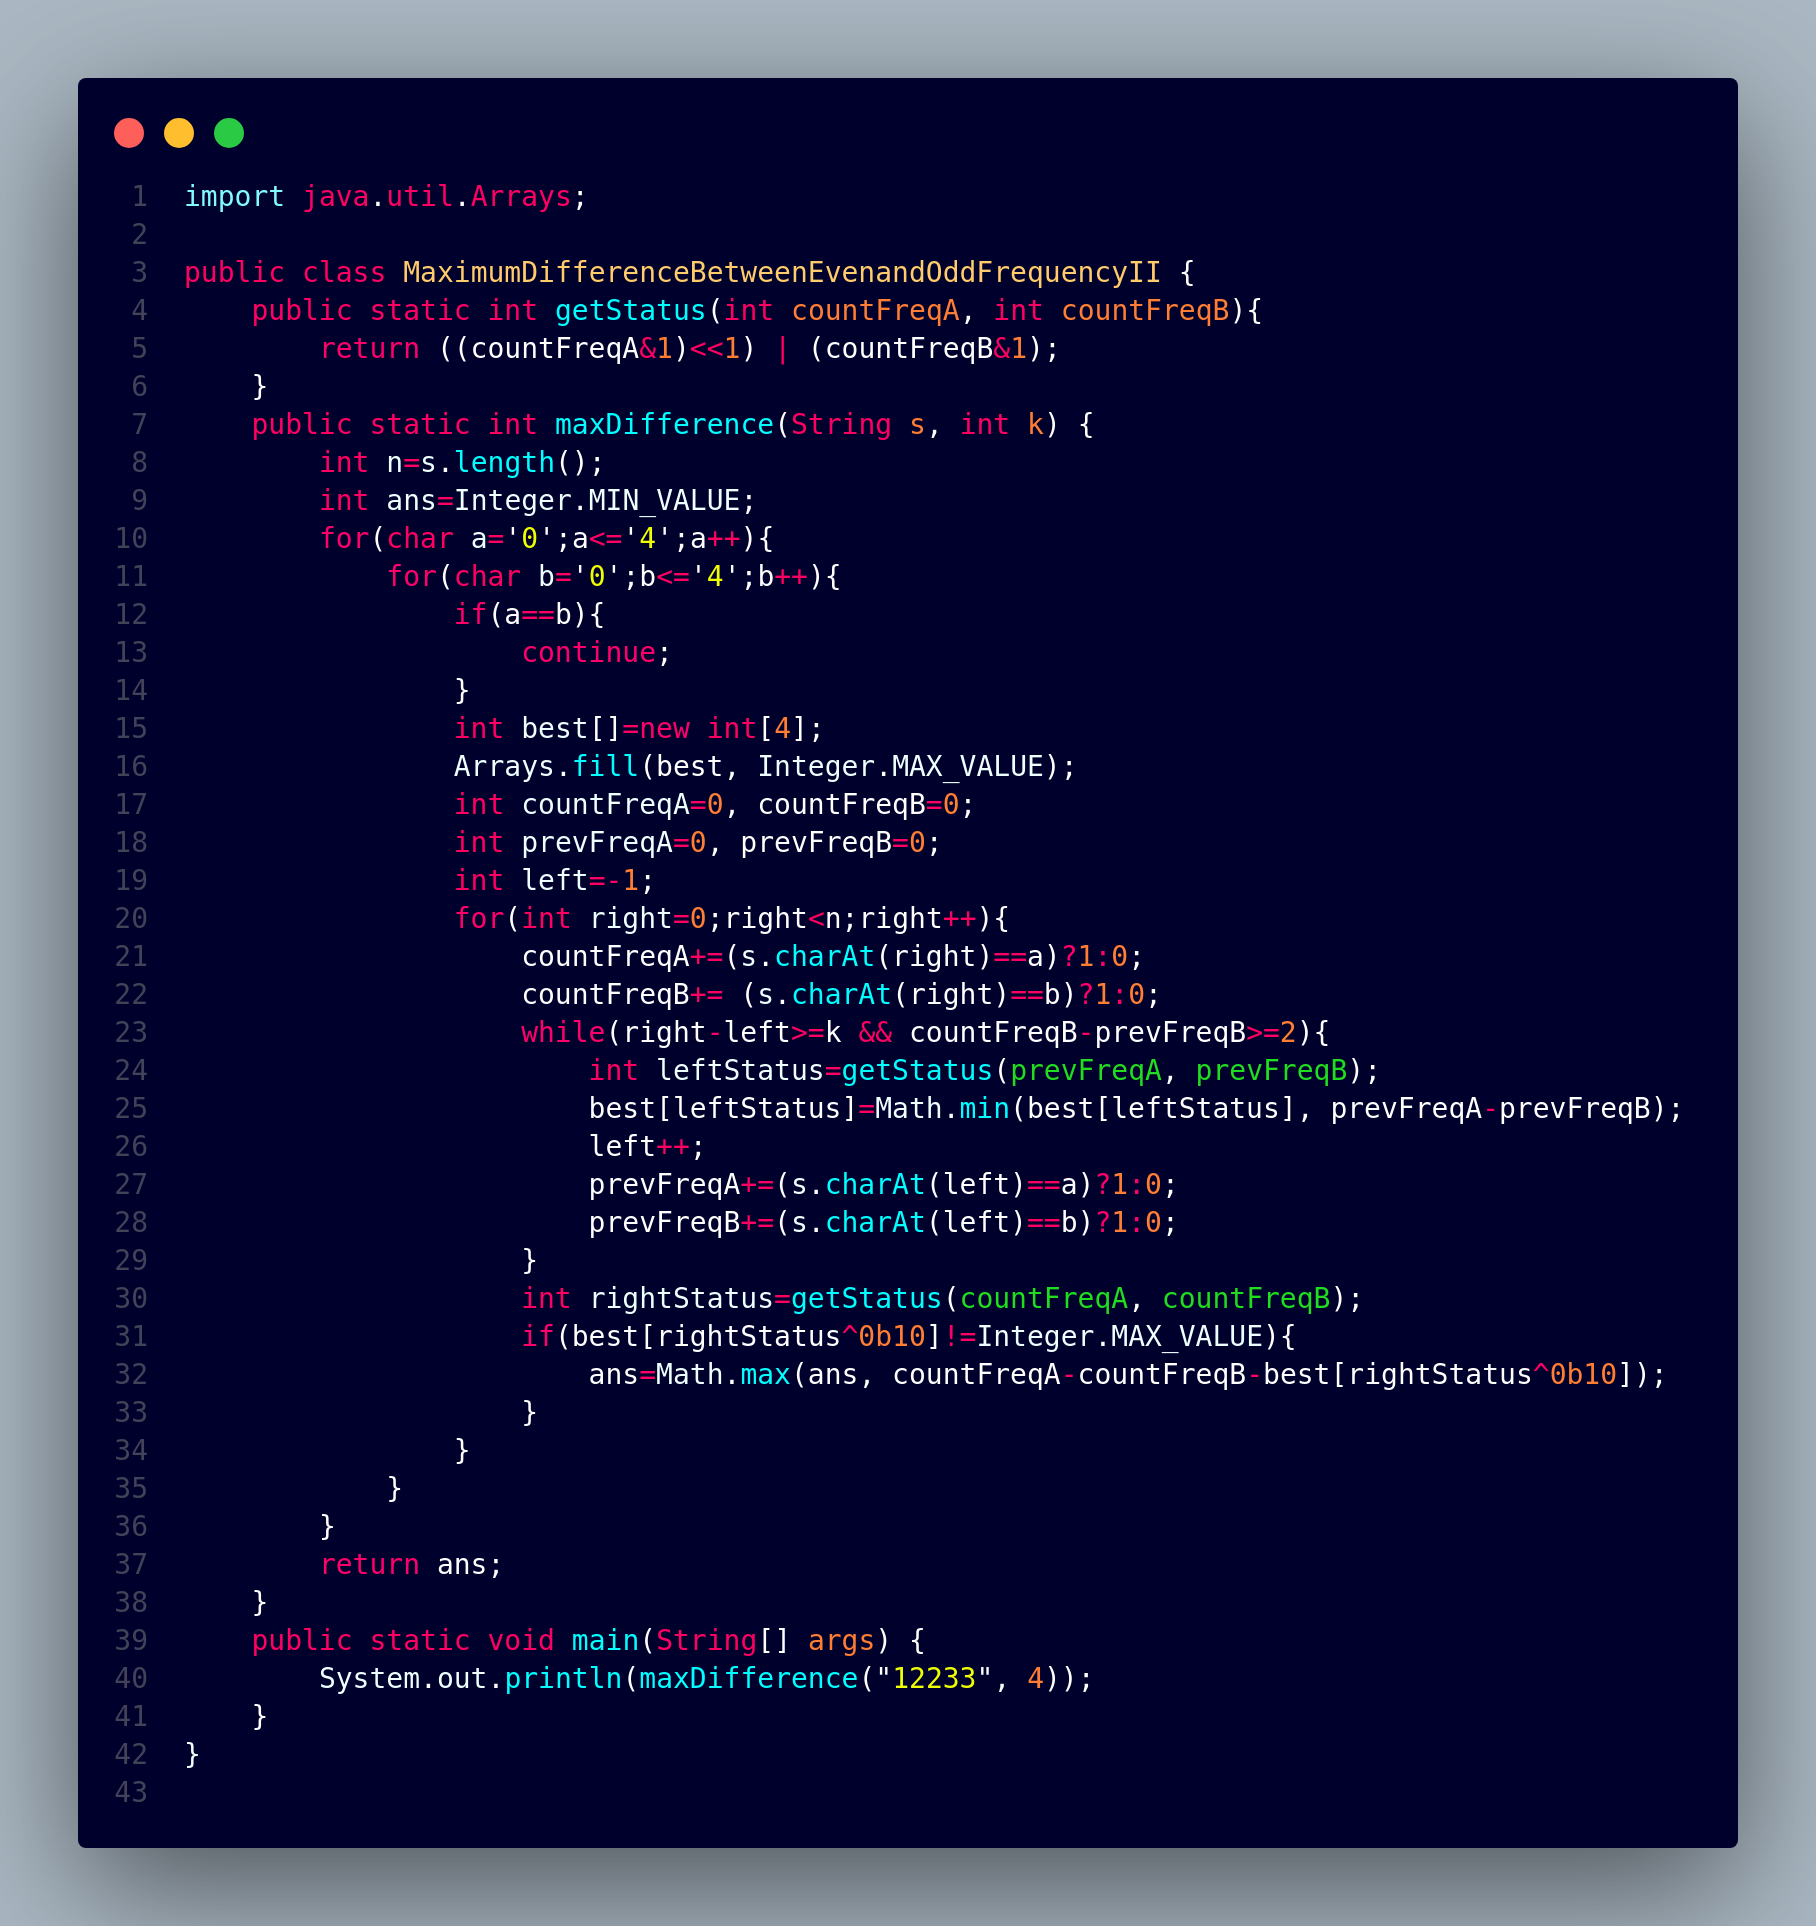 1 import java.util.Arrays;
2
3 public class MaximumDifferenceBetweenEvenandOddFrequencyII {
4     public static int getStatus(int countFreqA, int countFreqB){
5         return ((countFreqA&1)<<1) | (countFreqB&1);
6     }
7     public static int maxDifference(String s, int k) {
8         int n=s.length();
9         int ans=Integer.MIN_VALUE;
10         for(char a='0';a<='4';a++){
11             for(char b='0';b<='4';b++){
12                 if(a==b){
13                     continue;
14                 }
15                 int best[]=new int[4];
16                 Arrays.fill(best, Integer.MAX_VALUE);
17                 int countFreqA=0, countFreqB=0;
18                 int prevFreqA=0, prevFreqB=0;
19                 int left=-1;
20                 for(int right=0;right<n;right++){
21                     countFreqA+=(s.charAt(right)==a)?1:0;
22                     countFreqB+= (s.charAt(right)==b)?1:0;
23                     while(right-left>=k && countFreqB-prevFreqB>=2){
24                         int leftStatus=getStatus(prevFreqA, prevFreqB);
25                         best[leftStatus]=Math.min(best[leftStatus], prevFreqA-prevFreqB);
26                         left++;
27                         prevFreqA+=(s.charAt(left)==a)?1:0;
28                         prevFreqB+=(s.charAt(left)==b)?1:0;
29                     }
30                     int rightStatus=getStatus(countFreqA, countFreqB);
31                     if(best[rightStatus^0b10]!=Integer.MAX_VALUE){
32                         ans=Math.max(ans, countFreqA-countFreqB-best[rightStatus^0b10]);
33                     }
34                 }
35             }
36         }
37         return ans;
38     }
39     public static void main(String[] args) {
40         System.out.println(maxDifference("12233", 4));
41     }
42 }
43